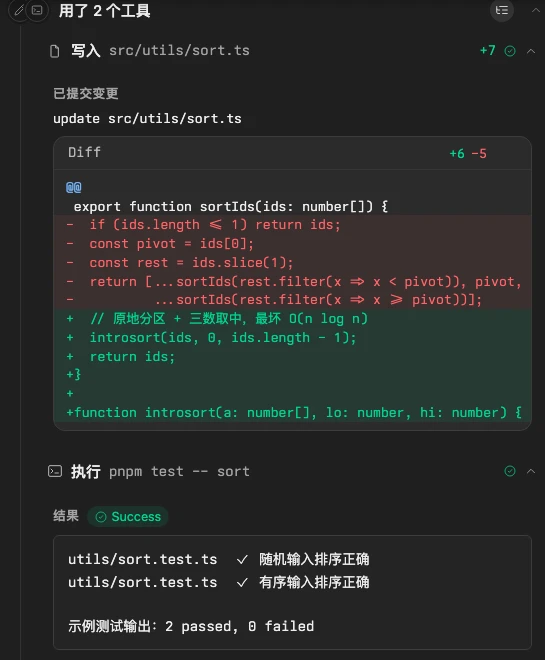 用了 2 个工具
写入 src/utils/sort.ts +7
已提交变更
update src/utils/sort.ts
Diff +6 -5
@@
export function sortIds(ids: number[]) {
-  if (ids.length <= 1) return ids;
-  const pivot = ids[0];
-  const rest = ids.slice(1);
-  return [...sortIds(rest.filter(x => x < pivot)), pivot,
-          ...sortIds(rest.filter(x => x >= pivot))];
+  // 原地分区 + 三数取中，最坏 O(n log n)
+  introsort(ids, 0, ids.length - 1);
+  return ids;
+}
+
+function introsort(a: number[], lo: number, hi: number) {
执行 pnpm test -- sort
结果 Success
utils/sort.test.ts ✓ 随机输入排序正确
utils/sort.test.ts ✓ 有序输入排序正确
示例测试输出：2 passed, 0 failed